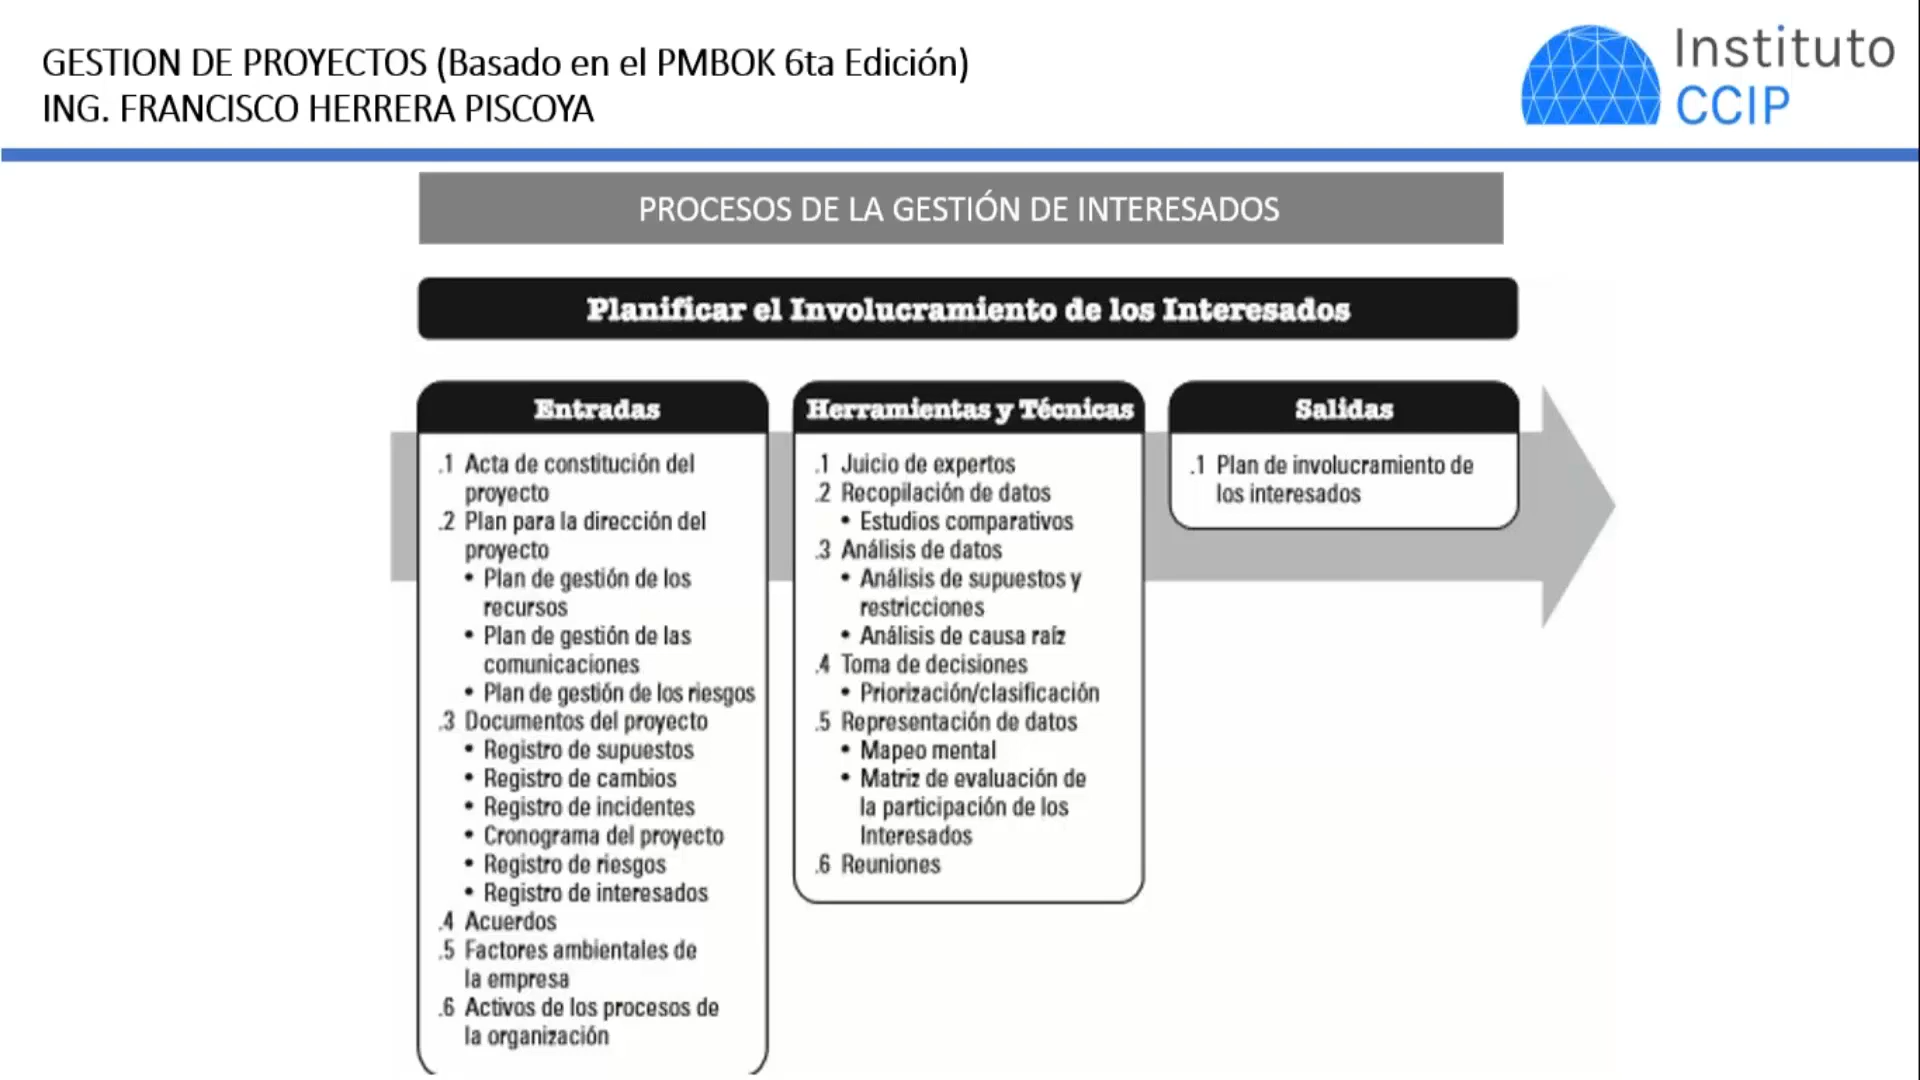 GESTION DE PROYECTOS (Basado en el PMBOK 6ta Edición)
ING. FRANCISCO HERRERA PISCOYA
Instituto
CCIP
PROCESOS DE LA GESTIÓN DE INTERESADOS
Planificar el Involucramiento de los Interesados
Entradas
.1 Acta de constitución del
proyecto
.2 Plan para la dirección del
proyecto
• Plan de gestión de los
recursos
• Plan de gestión de las
comunicaciones
• Plan de gestión de los riesgos
.3 Documentos del proyecto
• Registro de supuestos
• Registro de cambios
• Registro de incidentes
• Cronograma del proyecto
• Registro de riesgos
• Registro de interesados
.4 Acuerdos
.5 Factores ambientales de
la empresa
.6 Activos de los procesos de
la organización
Herramientas y Técnicas
.1 Juicio de expertos
.2 Recopilación de datos
• Estudios comparativos
.3 Análisis de datos
• Análisis de supuestos y
restricciones
• Análisis de causa raíz
.4 Toma de decisiones
• Priorización/clasificación
.5 Representación de datos
• Mapeo mental
• Matriz de evaluación de
la participación de los
Interesados
.6 Reuniones
Salidas
.1 Plan de involucramiento de
los interesados